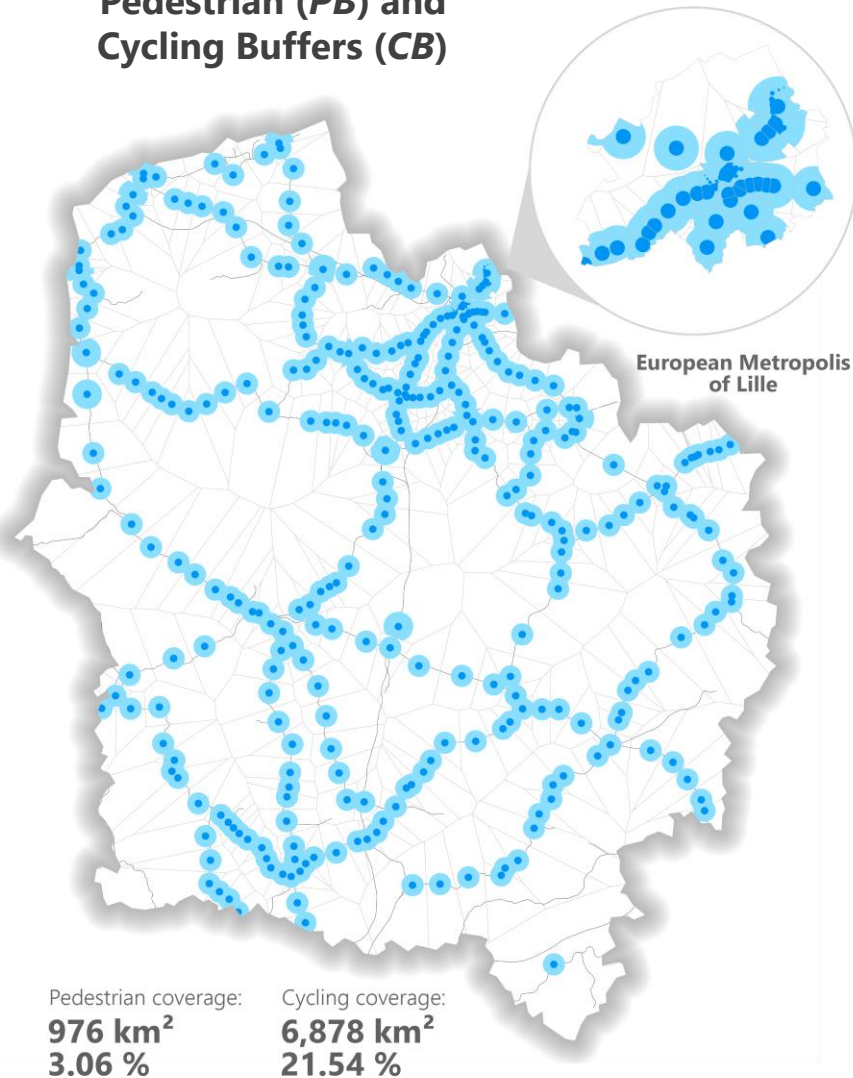 Pedestrian (PB) and
Cycling Buffers (CB)
European Metropolis
of Lille
Pedestrian coverage:
976 km²
3.06 %
Cycling coverage:
6,878 km²
21.54 %